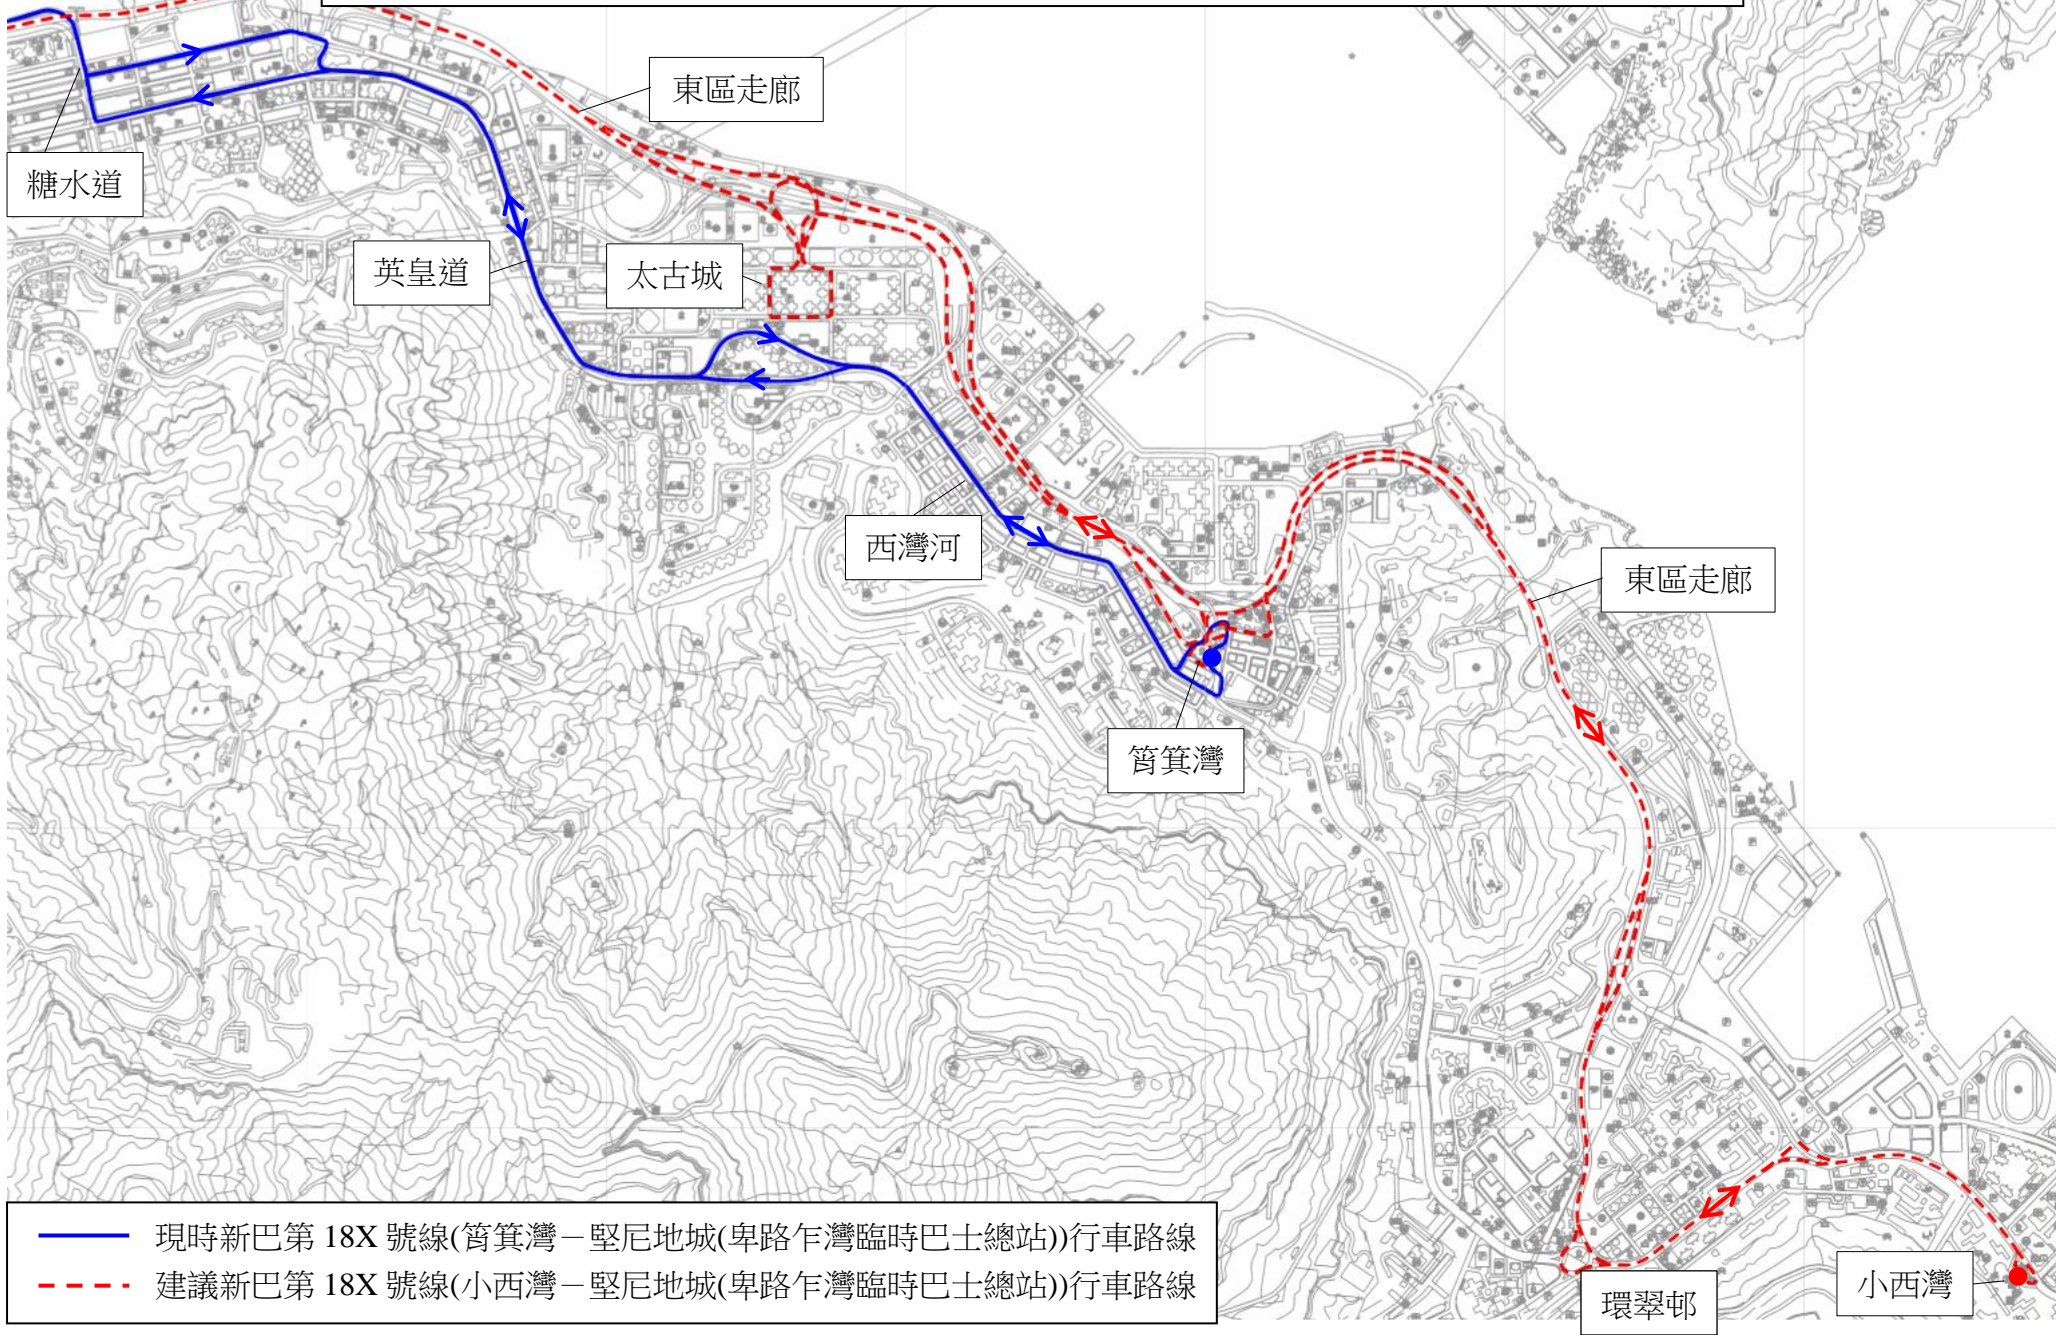 東區走廊
糖水道
英皇道
太古城
西灣河
東區走廊
筲箕灣
現時新巴第 18X 號線(筲箕灣－堅尼地城(卑路乍灣臨時巴士總站))行車路線
建議新巴第 18X 號線(小西灣－堅尼地城(卑路乍灣臨時巴士總站))行車路線
環翠邨
小西灣